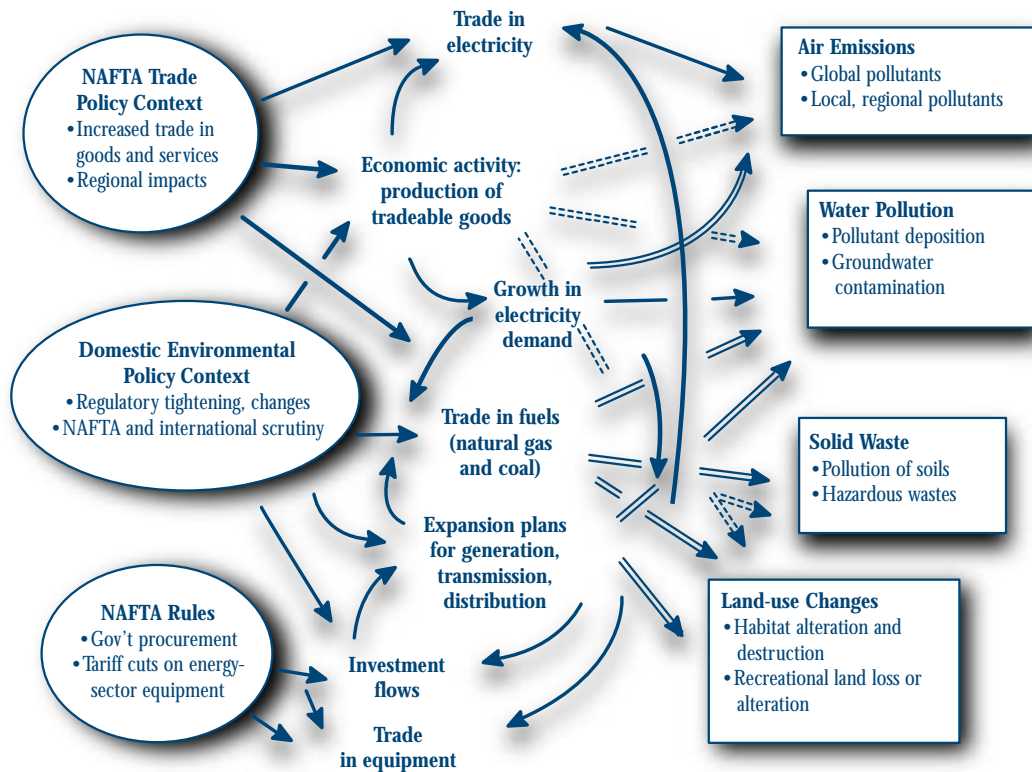 NAFTA Trade
Policy Context
•Increased trade in
goods and services
•Regional impacts
Domestic Environmental
Policy Context
•Regulatory tightening, changes
•NAFTA and international scrutiny
NAFTA Rules
•Gov't procurement
•Tariff cuts on energy-
sector equipment
Trade in
electricity
Economic activity:
production of
tradeable goods
Growth in
electricity
demand
Trade in fuels
(natural gas
and coal)
Expansion plans
for generation,
transmission,
distribution
Investment
flows
Trade
in equipment
Air Emissions
•Global pollutants
•Local, regional pollutants
Water Pollution
•Pollutant deposition
•Groundwater
contamination
Solid Waste
•Pollution of soils
•Hazardous wastes
Land-use Changes
•Habitat alteration and
destruction
•Recreational land loss or
alteration